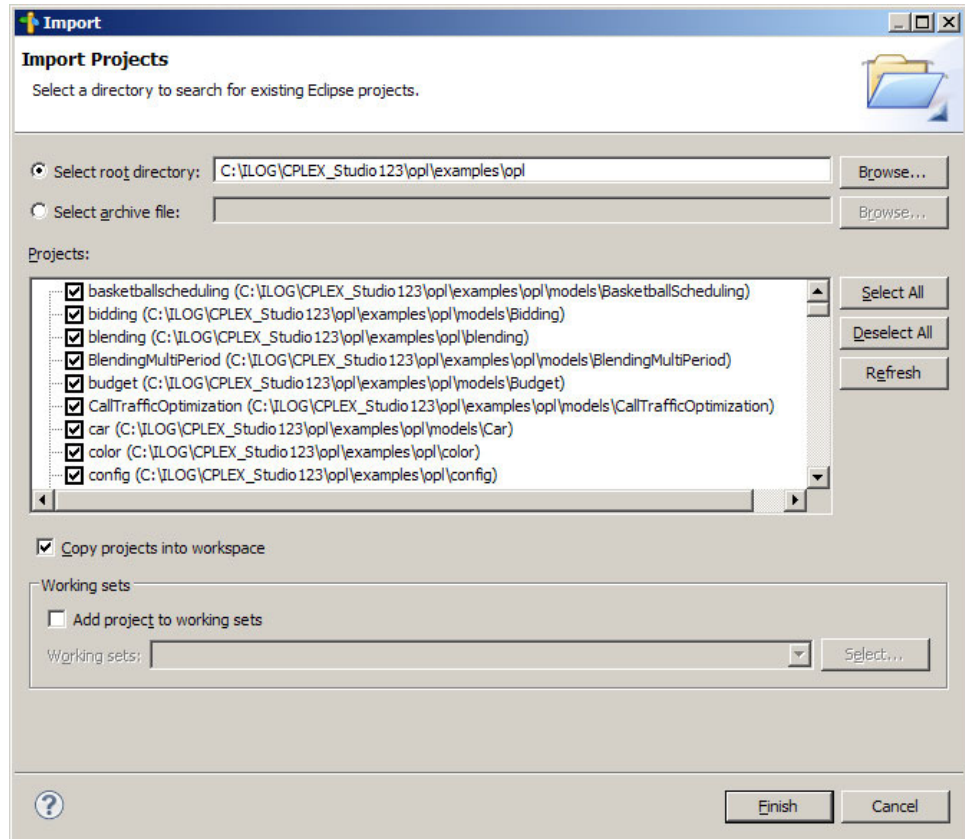 Import
Import Projects
Select a directory to search for existing Eclipse projects.
Select root directory: C:\ILOG\CPLEX_Studio123\opl\examples\opl Browse...
Select archive file: Browse...
Projects:
basketballscheduling (C:\ILOG\CPLEX_Studio123\opl\examples\opl\models\BasketballScheduling) Select All
bidding (C:\ILOG\CPLEX_Studio123\opl\examples\opl\models\Bidding)
blending (C:\ILOG\CPLEX_Studio123\opl\examples\opl\blending) Deselect All
BlendingMultiPeriod (C:\ILOG\CPLEX_Studio123\opl\examples\opl\models\BlendingMultiPeriod)
budget (C:\ILOG\CPLEX_Studio123\opl\examples\opl\models\Budget) Refresh
CallTrafficOptimization (C:\ILOG\CPLEX_Studio123\opl\examples\opl\models\CallTrafficOptimization)
car (C:\ILOG\CPLEX_Studio123\opl\examples\opl\models\Car)
color (C:\ILOG\CPLEX_Studio123\opl\examples\opl\color)
config (C:\ILOG\CPLEX_Studio123\opl\examples\opl\config)
Copy projects into workspace
Working sets
Add project to working sets
Working sets: Select...
? Finish Cancel